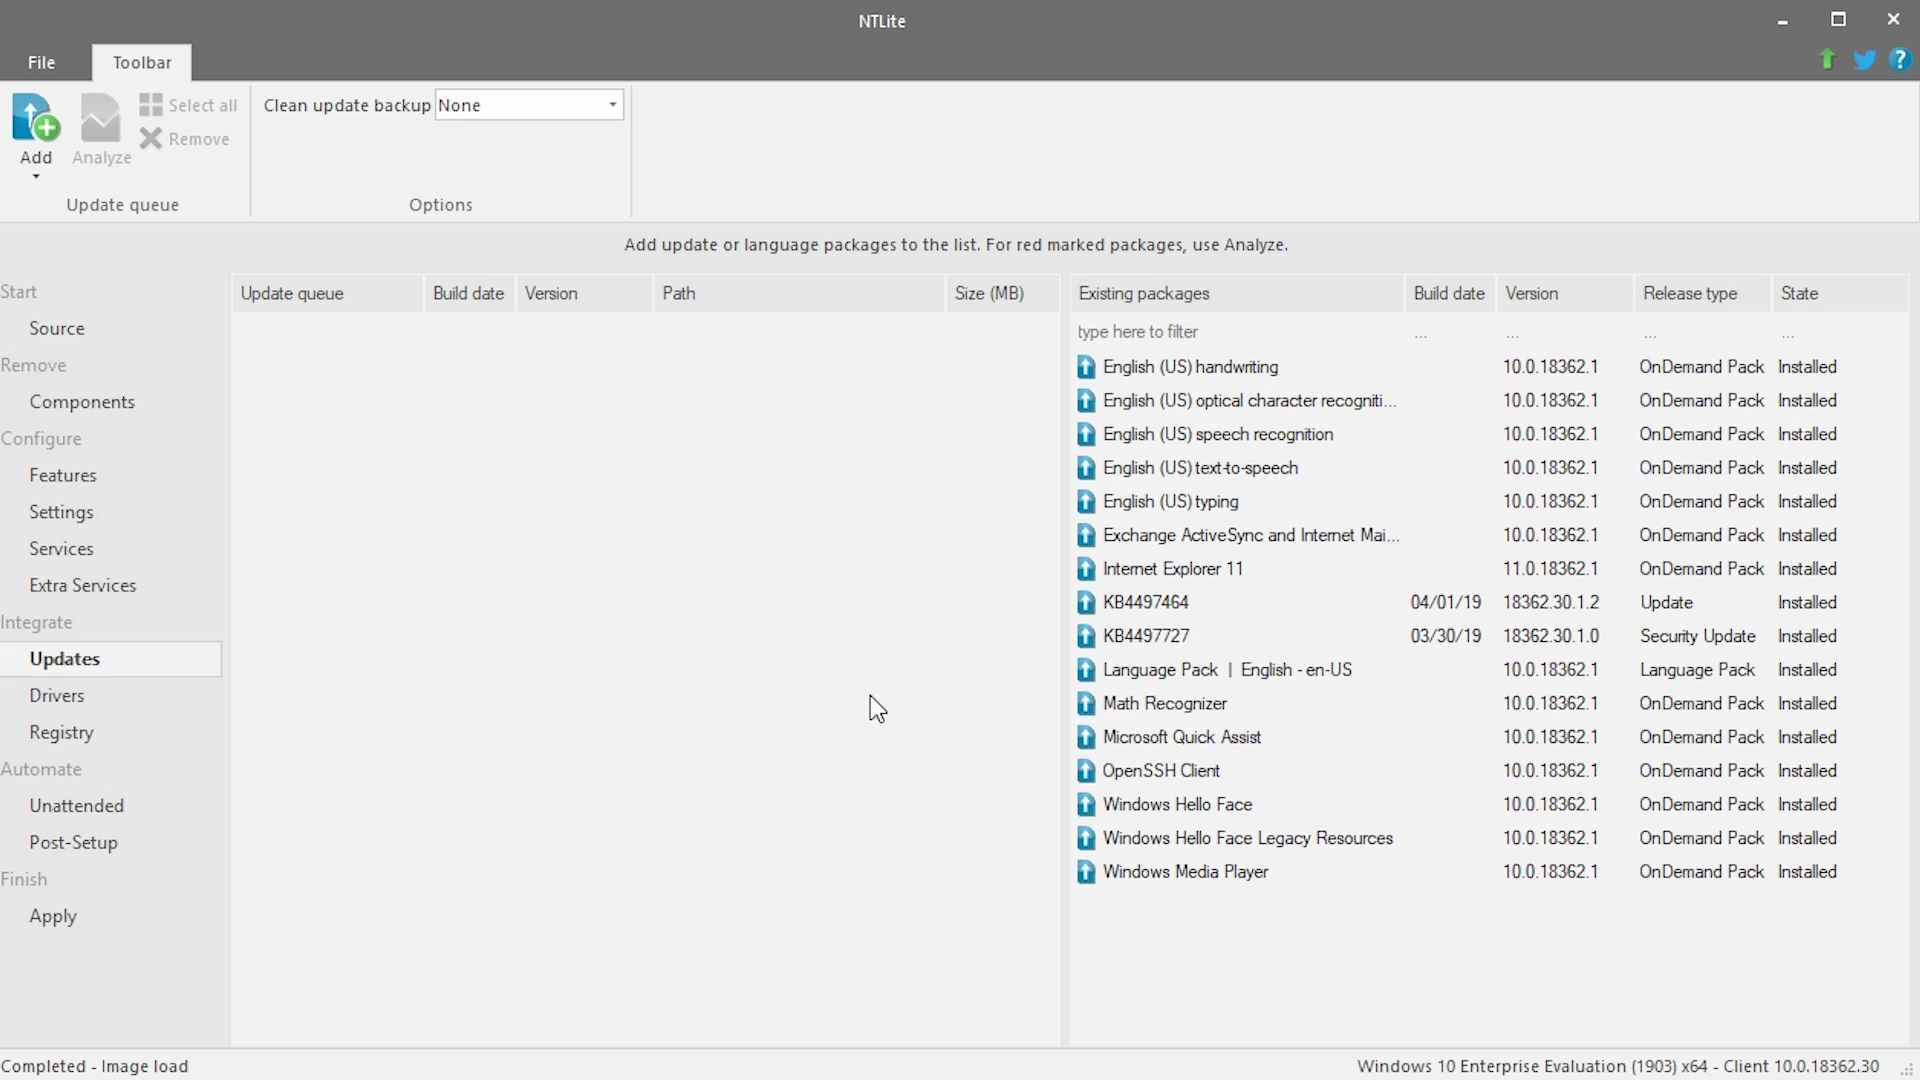 NTLite
File
Toolbar
Add
Analyze
Select all
Remove
Update queue
Clean update backup
None
Options
Add update or language packages to the list. For red marked packages, use Analyze.
Start
Source
Remove
Components
Configure
Features
Settings
Services
Extra Services
Integrate
Updates
Drivers
Registry
Automate
Unattended
Post-Setup
Finish
Apply
Update queue Build date Version Path Size (MB)
Existing packages Build date Version Release type State
type here to filter ... ... ... ...
English (US) handwriting 10.0.18362.1 OnDemand Pack Installed
English (US) optical character recogniti... 10.0.18362.1 OnDemand Pack Installed
English (US) speech recognition 10.0.18362.1 OnDemand Pack Installed
English (US) text-to-speech 10.0.18362.1 OnDemand Pack Installed
English (US) typing 10.0.18362.1 OnDemand Pack Installed
Exchange ActiveSync and Internet Mai... 10.0.18362.1 OnDemand Pack Installed
Internet Explorer 11 11.0.18362.1 OnDemand Pack Installed
KB4497464 04/01/19 18362.30.1.2 Update Installed
KB4497727 03/30/19 18362.30.1.0 Security Update Installed
Language Pack | English - en-US 10.0.18362.1 Language Pack Installed
Math Recognizer 10.0.18362.1 OnDemand Pack Installed
Microsoft Quick Assist 10.0.18362.1 OnDemand Pack Installed
OpenSSH Client 10.0.18362.1 OnDemand Pack Installed
Windows Hello Face 10.0.18362.1 OnDemand Pack Installed
Windows Hello Face Legacy Resources 10.0.18362.1 OnDemand Pack Installed
Windows Media Player 10.0.18362.1 OnDemand Pack Installed
Completed - Image load
Windows 10 Enterprise Evaluation (1903) x64 - Client 10.0.18362.30